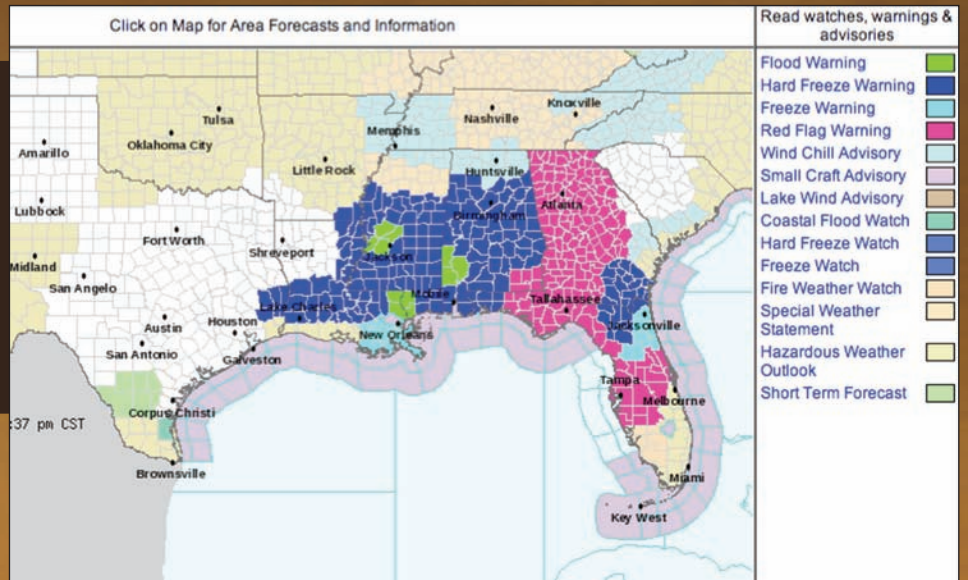 Click on Map for Area Forecasts and Information
Read watches, warnings &
advisories
Flood Warning
Hard Freeze Warning
Freeze Warning
Red Flag Warning
Wind Chill Advisory
Small Craft Advisory
Lake Wind Advisory
Coastal Flood Watch
Hard Freeze Watch
Freeze Watch
Fire Weather Watch
Special Weather
Statement
Hazardous Weather
Outlook
Short Term Forecast
Knoxville
Nashville
Tulsa
Memphis
Oklahoma City
Amarillo
Little Rock
Huntsville
Lubbock
Atlanta
Birmingham
Fort Worth
Shreveport
Jackson
Midland
San Angelo
Mobile
Tallahassee
Lake Charles
Austin
Houston
Jacksonville
New Orleans
San Antonio
Galveston
Tampa
Melbourne
Corpus Christi
:37 pm CST
Brownsville
Miami
Key West